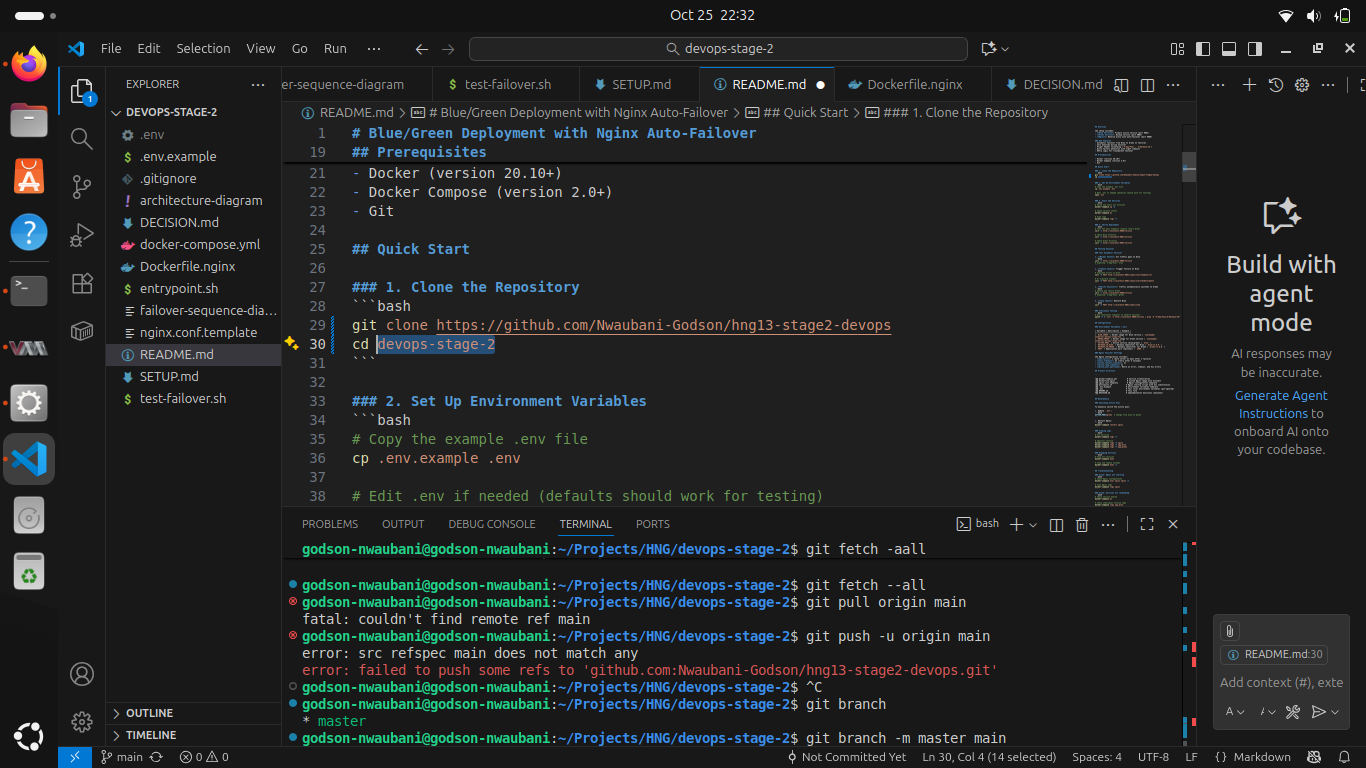 Oct 25 22:32
File Edit Selection View Go Run ··· devops-stage-2
EXPLORER ···
DEVOPS-STAGE-2
.env
$ .env.example
.gitignore
! architecture-diagram
DECISION.md
docker-compose.yml
Dockerfile.nginx
$ entrypoint.sh
failover-sequence-dia...
nginx.conf.template
README.md
SETUP.md
$ test-failover.sh
OUTLINE
TIMELINE
er-sequence-diagram $ test-failover.sh SETUP.md README.md Dockerfile.nginx DECISION.md ···
README.md > # Blue/Green Deployment with Nginx Auto-Failover > ## Quick Start > ### 1. Clone the Repository
1 # Blue/Green Deployment with Nginx Auto-Failover
19 ## Prerequisites
21 - Docker (version 20.10+)
22 - Docker Compose (version 2.0+)
23 - Git
24
25 ## Quick Start
26
27 ### 1. Clone the Repository
28 ```bash
29 git clone https://github.com/Nwaubani-Godson/hng13-stage2-devops
30 cd devops-stage-2
31 ```
32
33 ### 2. Set Up Environment Variables
34 ```bash
35 # Copy the example .env file
36 cp .env.example .env
37
38 # Edit .env if needed (defaults should work for testing)
PROBLEMS OUTPUT DEBUG CONSOLE TERMINAL PORTS bash
godson-nwaubani@godson-nwaubani:~/Projects/HNG/devops-stage-2$ git fetch -aall
godson-nwaubani@godson-nwaubani:~/Projects/HNG/devops-stage-2$ git fetch --all
godson-nwaubani@godson-nwaubani:~/Projects/HNG/devops-stage-2$ git pull origin main
fatal: couldn't find remote ref main
godson-nwaubani@godson-nwaubani:~/Projects/HNG/devops-stage-2$ git push -u origin main
error: src refspec main does not match any
error: failed to push some refs to 'github.com:Nwaubani-Godson/hng13-stage2-devops.git'
godson-nwaubani@godson-nwaubani:~/Projects/HNG/devops-stage-2$ ^C
godson-nwaubani@godson-nwaubani:~/Projects/HNG/devops-stage-2$ git branch
* master
godson-nwaubani@godson-nwaubani:~/Projects/HNG/devops-stage-2$ git branch -m master main
Build with
agent
mode
AI responses may
be inaccurate.
Generate Agent
Instructions to
onboard AI onto
your codebase.
README.md:30
Add context (#), exte
A
main 0 0 Not Committed Yet Ln 30, Col 4 (14 selected) Spaces: 4 UTF-8 LF {} Markdown
1